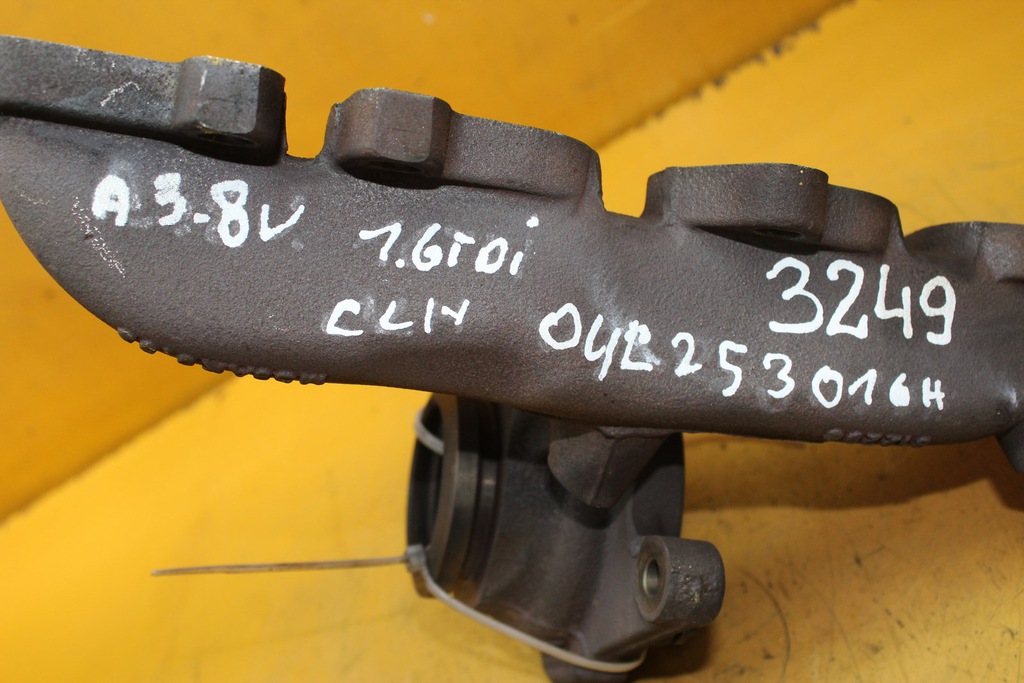 A3-8V
1.6TDi
3249
CLH
04L253016H